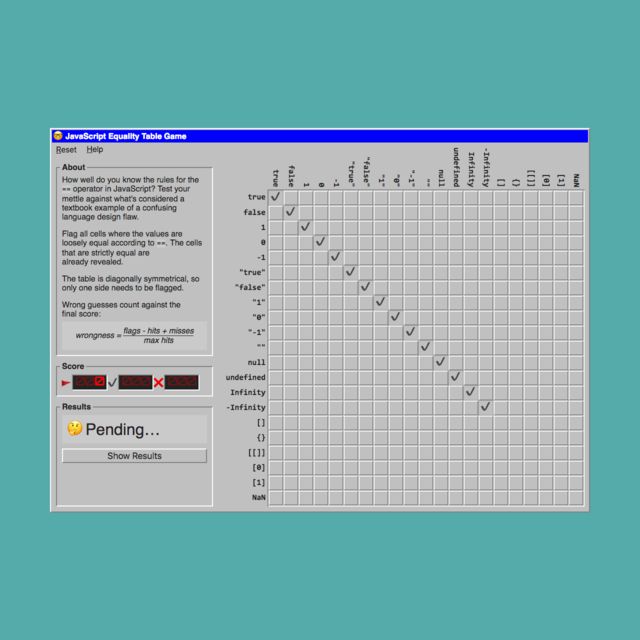 JavaScript Equality Table Game
Reset Help
About
How well do you know the rules for the
== operator in JavaScript? Test your
mettle against what's considered a
textbook example of a confusing
language design flaw.
Flag all cells where the values are
loosely equal according to ==. The cells
that are strictly equal are
already revealed.
The table is diagonally symmetrical, so
only one side needs to be flagged.
Wrong guesses count against the
final score:
wrongness = flags - hits + misses
max hits
Score
000 000 000
Results
Pending...
Show Results
true false 1 0 -1 "true" "false" "1" "0" "-1" "" null undefined Infinity -Infinity [] {} [[]] [0] [1] NaN
true
false
1
0
-1
"true"
"false"
"1"
"0"
"-1"
""
null
undefined
Infinity
-Infinity
[]
{}
[[]]
[0]
[1]
NaN